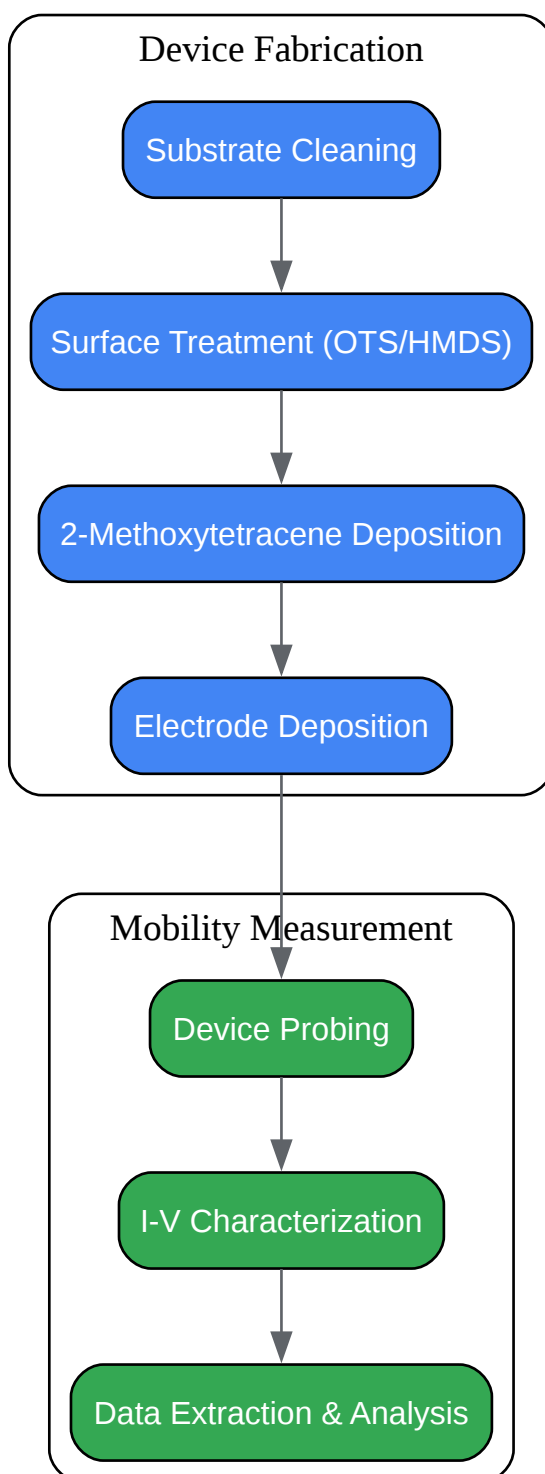 Device Fabrication
Substrate Cleaning
Surface Treatment (OTS/HMDS)
2-Methoxytetracene Deposition
Electrode Deposition
Mobility Measurement
Device Probing
I-V Characterization
Data Extraction & Analysis